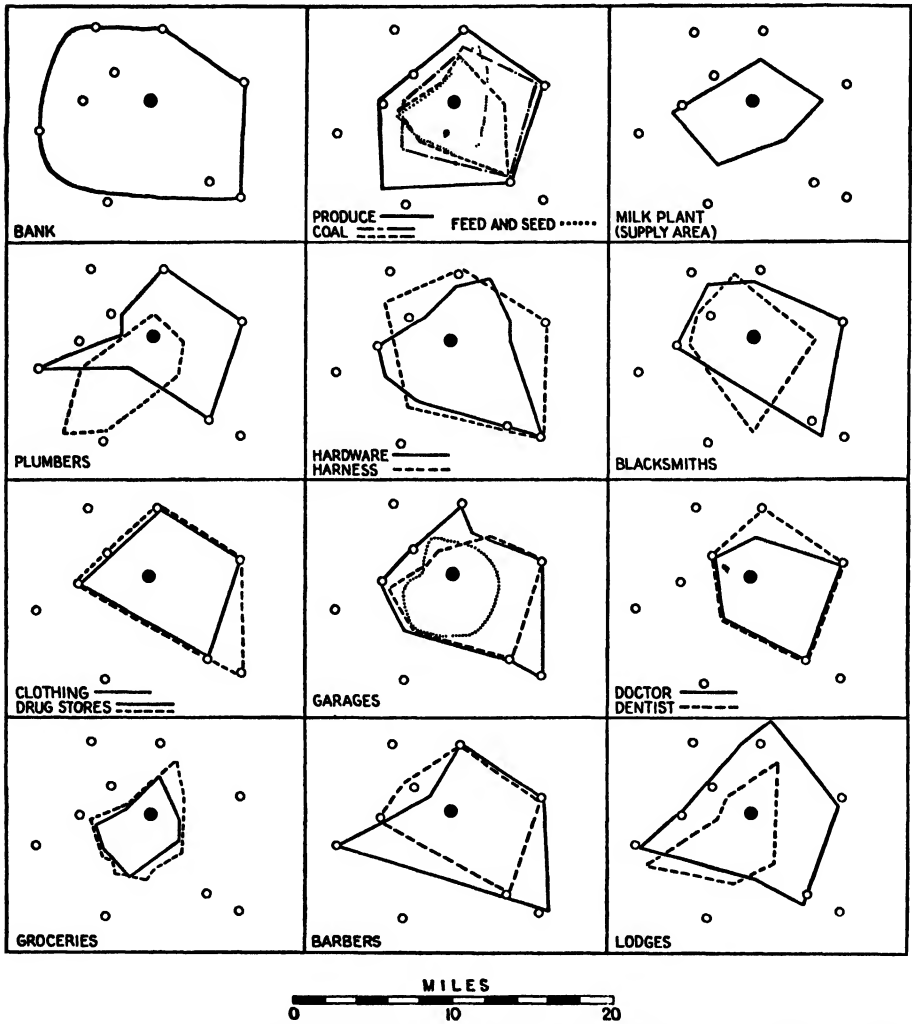 BANK
PRODUCE
COAL
FEED AND SEED
MILK PLANT
(SUPPLY AREA)
PLUMBERS
HARDWARE
HARNESS
BLACKSMITHS
CLOTHING
DRUG STORES
GARAGES
DOCTOR
DENTIST
GROCERIES
BARBERS
LODGES
MILES
0 10 20